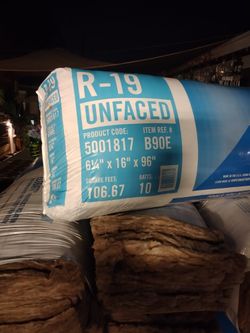 R-19
UNFACED
PRODUCT CODE: ITEM REF. #
5001817 B90E
6¼" x 16" x 96"
SQUARE FEET: BATTS:
106.67 10